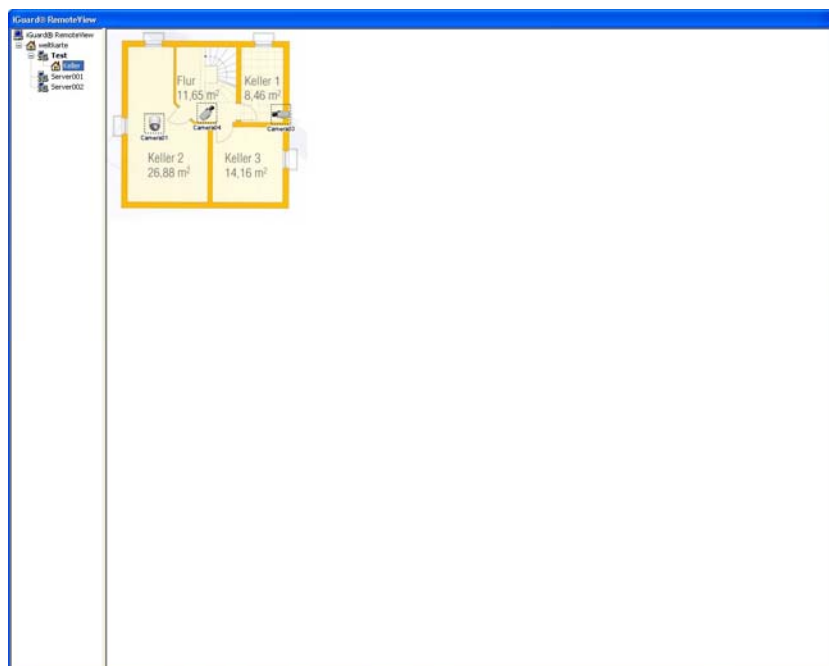 iGuard® RemoteView
iGuard® RemoteView
weltkarte
Test
Keller
Server001
Server002
Flur
11,65 m²
Keller 1
8,46 m²
Camera01
Camera04
Keller 2
26,88 m²
Keller 3
14,16 m²